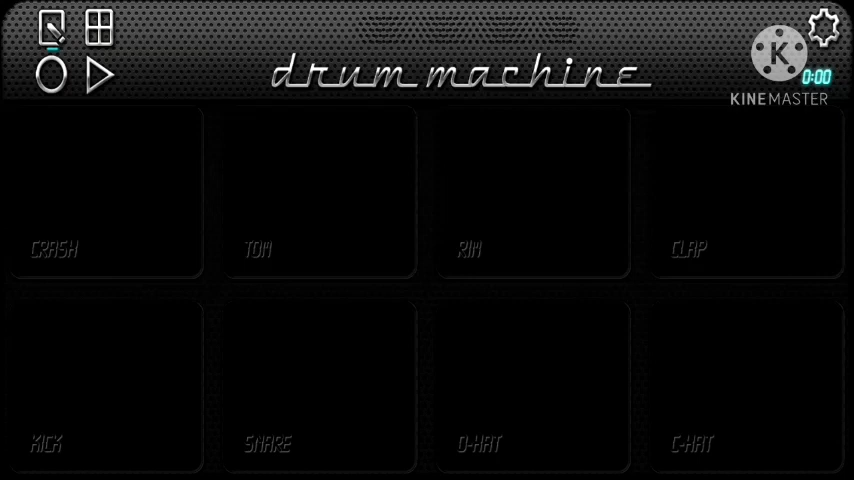 drum machine
K
0:00
KINEMASTER
CRASH
TOM
RIM
CLAP
KICK
SNARE
O-HAT
C-HAT